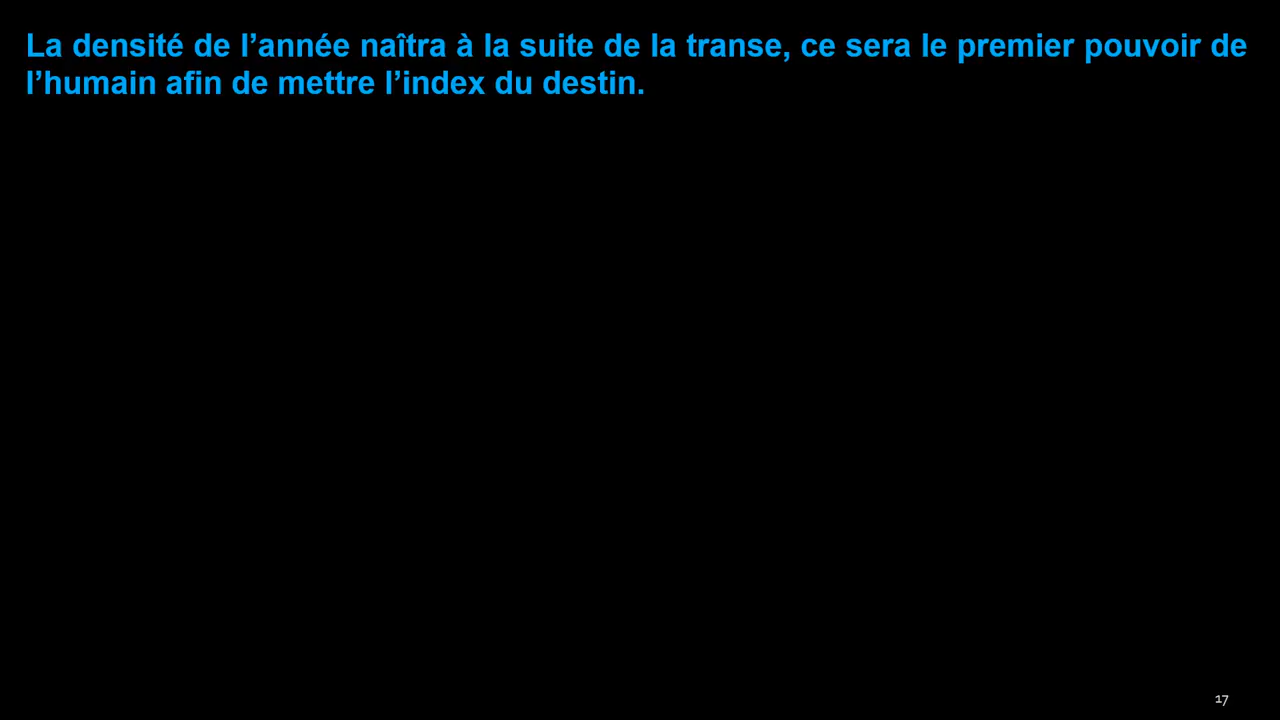 La densité de l’année naîtra à la suite de la transe, ce sera le premier pouvoir de
l’humain afin de mettre l’index du destin.
17